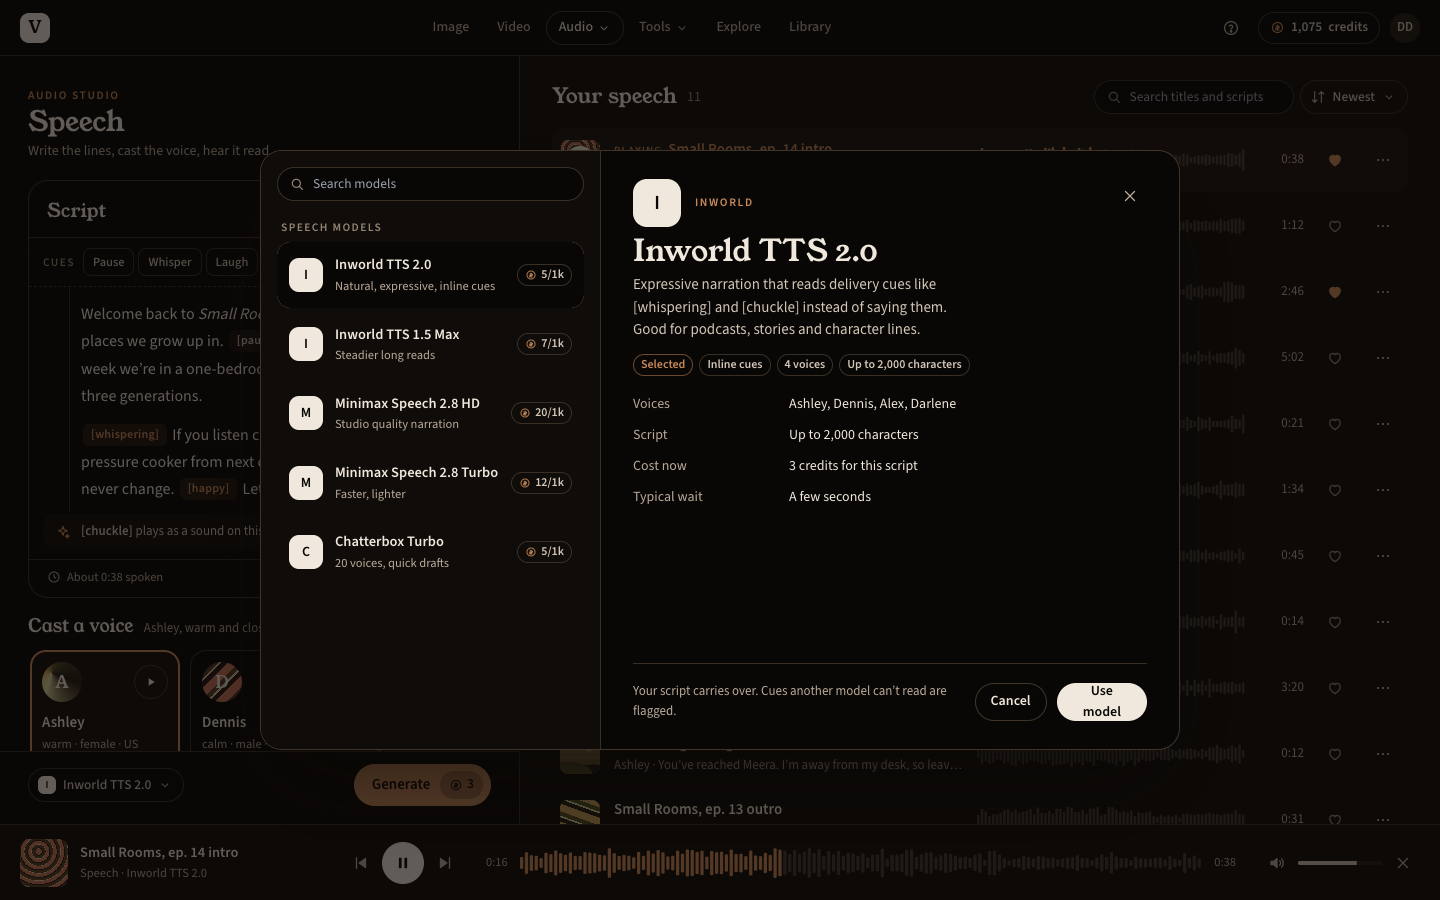 V
Image
Video
Audio
Tools
Explore
Library
1,075 credits
DD
AUDIO STUDIO
Speech
Write the lines, cast the voice, hear it read
Script
CUES
Pause
Whisper
Laugh
Welcome back to Small Roo
places we grow up in. [pau
week we're in a one-bedroo
three generations.
[whispering] If you listen c
pressure cooker from next
never change. [happy] Let
[chuckle] plays as a sound on this
About 0:38 spoken
Cast a voice
Ashley, warm and clos
A
Ashley
warm · female · US
D
Dennis
calm · male ·
I
Inworld TTS 2.0
Generate
3
Your speech 11
Search titles and scripts
Newest
PLAYING Small Rooms, ep. 14 intro
0:38
1:12
2:46
5:02
0:21
1:34
0:45
0:14
3:20
Ashley · You've reached Meera. I'm away from my desk, so leav…
0:12
Small Rooms, ep. 13 outro
0:31
Search models
SPEECH MODELS
I
Inworld TTS 2.0
Natural, expressive, inline cues
5/1k
I
Inworld TTS 1.5 Max
Steadier long reads
7/1k
M
Minimax Speech 2.8 HD
Studio quality narration
20/1k
M
Minimax Speech 2.8 Turbo
Faster, lighter
12/1k
C
Chatterbox Turbo
20 voices, quick drafts
5/1k
I
INWORLD
Inworld TTS 2.0
Expressive narration that reads delivery cues like
[whispering] and [chuckle] instead of saying them.
Good for podcasts, stories and character lines.
Selected
Inline cues
4 voices
Up to 2,000 characters
Voices
Ashley, Dennis, Alex, Darlene
Script
Up to 2,000 characters
Cost now
3 credits for this script
Typical wait
A few seconds
Your script carries over. Cues another model can't read are
flagged.
Cancel
Use
model
Small Rooms, ep. 14 intro
Speech · Inworld TTS 2.0
0:16
0:38